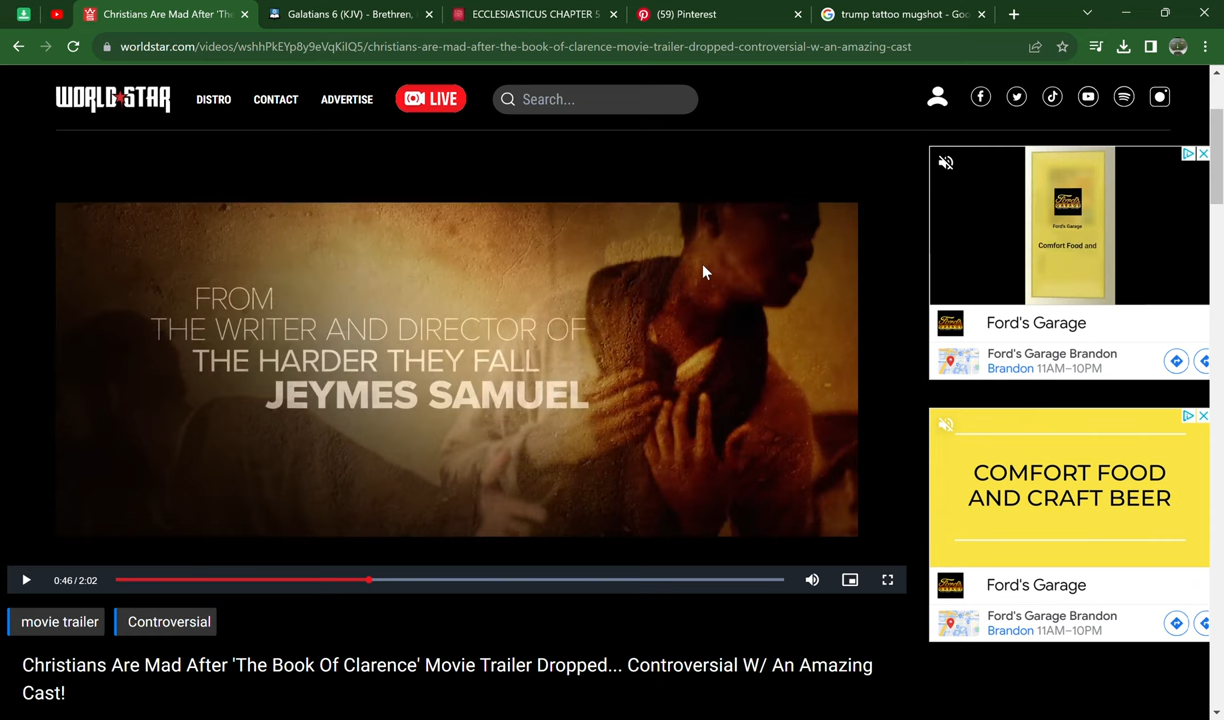 Christians Are Mad After 'The
Galatians 6 (KJV) - Brethren,
ECCLESIASTICUS CHAPTER 5
(59) Pinterest
trump tattoo mugshot - Goo
worldstar.com/videos/wshhPkEYp8y9eVqKiIQ5/christians-are-mad-after-the-book-of-clarence-movie-trailer-dropped-controversial-w-an-amazing-cast
WORLD STAR
DISTRO
CONTACT
ADVERTISE
LIVE
Search...
FROM
THE WRITER AND DIRECTOR OF
THE HARDER THEY FALL
JEYMES SAMUEL
0:46 / 2:02
movie trailer
Controversial
Christians Are Mad After 'The Book Of Clarence' Movie Trailer Dropped... Controversial W/ An Amazing
Cast!
Ford's Garage
Comfort Food and
Ford's Garage
Ford's Garage Brandon
Brandon 11AM–10PM
COMFORT FOOD
AND CRAFT BEER
Ford's Garage
Ford's Garage Brandon
Brandon 11AM–10PM